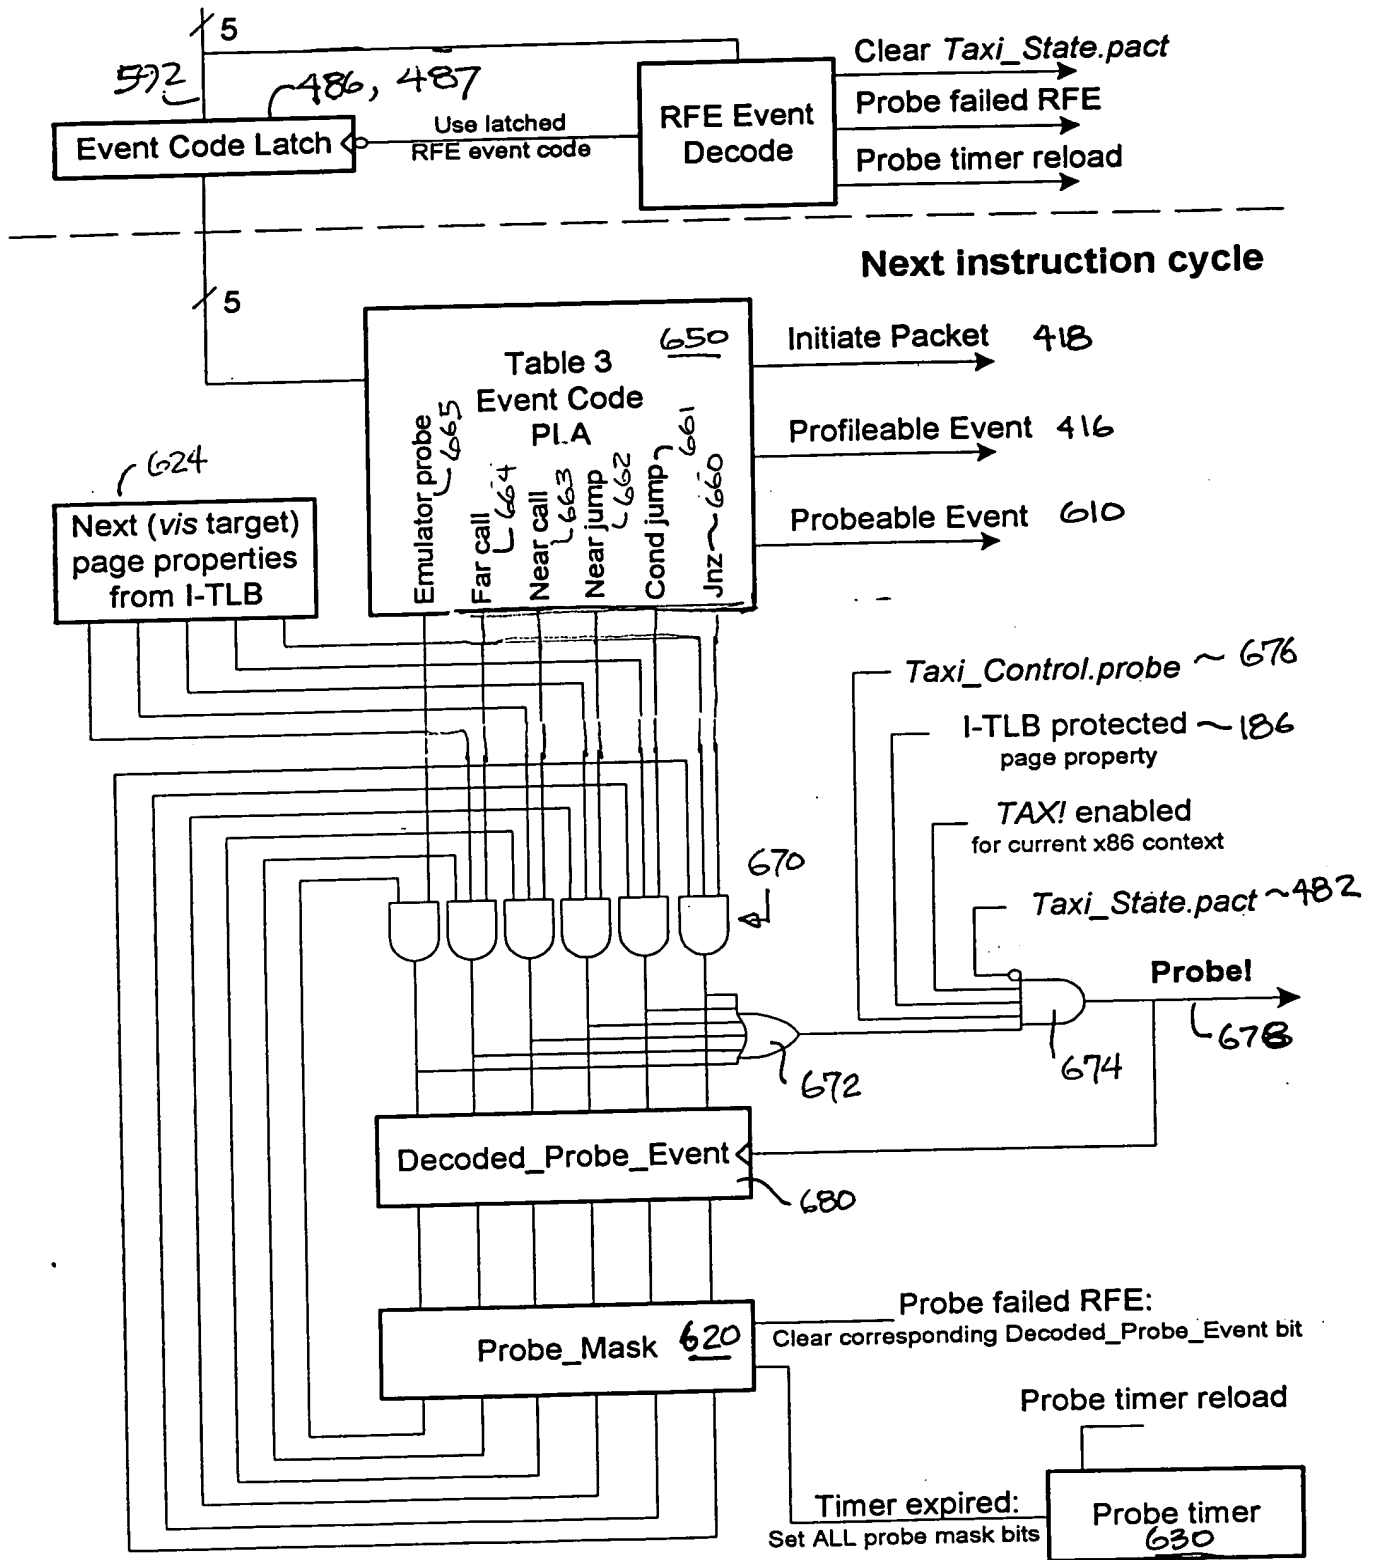 5
592
486, 487
Event Code Latch
Use latched
RFE event code
RFE Event
Decode
Clear Taxi_State.pact
Probe failed RFE
Probe timer reload
Next instruction cycle
5
Table 3
Event Code
PLA
650
Emulator probe
665
Far call
664
Near call
663
Near jump
662
Cond jump
661
Jnz
660
Initiate Packet 418
Profileable Event 416
Probeable Event 610
624
Next (vis target)
page properties
from I-TLB
Taxi_Control.probe 676
I-TLB protected 186
page property
TAX! enabled
for current x86 context
Taxi_State.pact 482
670
Probe!
678
674
672
Decoded_Probe_Event
680
Probe_Mask 620
Probe failed RFE:
Clear corresponding Decoded_Probe_Event bit
Probe timer reload
Timer expired:
Set ALL probe mask bits
Probe timer
630